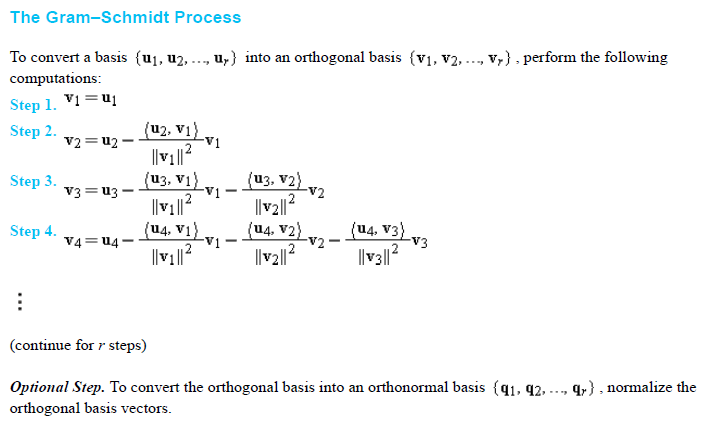 The Gram–Schmidt Process
To convert a basis {u₁, u₂, ..., uᵣ} into an orthogonal basis {v₁, v₂, ..., vᵣ}, perform the following
computations:
Step 1. v₁ = u₁
Step 2. v₂ = u₂ − (⟨u₂, v₁⟩ / ||v₁||²) v₁
Step 3. v₃ = u₃ − (⟨u₃, v₁⟩ / ||v₁||²) v₁ − (⟨u₃, v₂⟩ / ||v₂||²) v₂
Step 4. v₄ = u₄ − (⟨u₄, v₁⟩ / ||v₁||²) v₁ − (⟨u₄, v₂⟩ / ||v₂||²) v₂ − (⟨u₄, v₃⟩ / ||v₃||²) v₃
⋮
(continue for r steps)
Optional Step. To convert the orthogonal basis into an orthonormal basis {q₁, q₂, ..., qᵣ}, normalize the
orthogonal basis vectors.